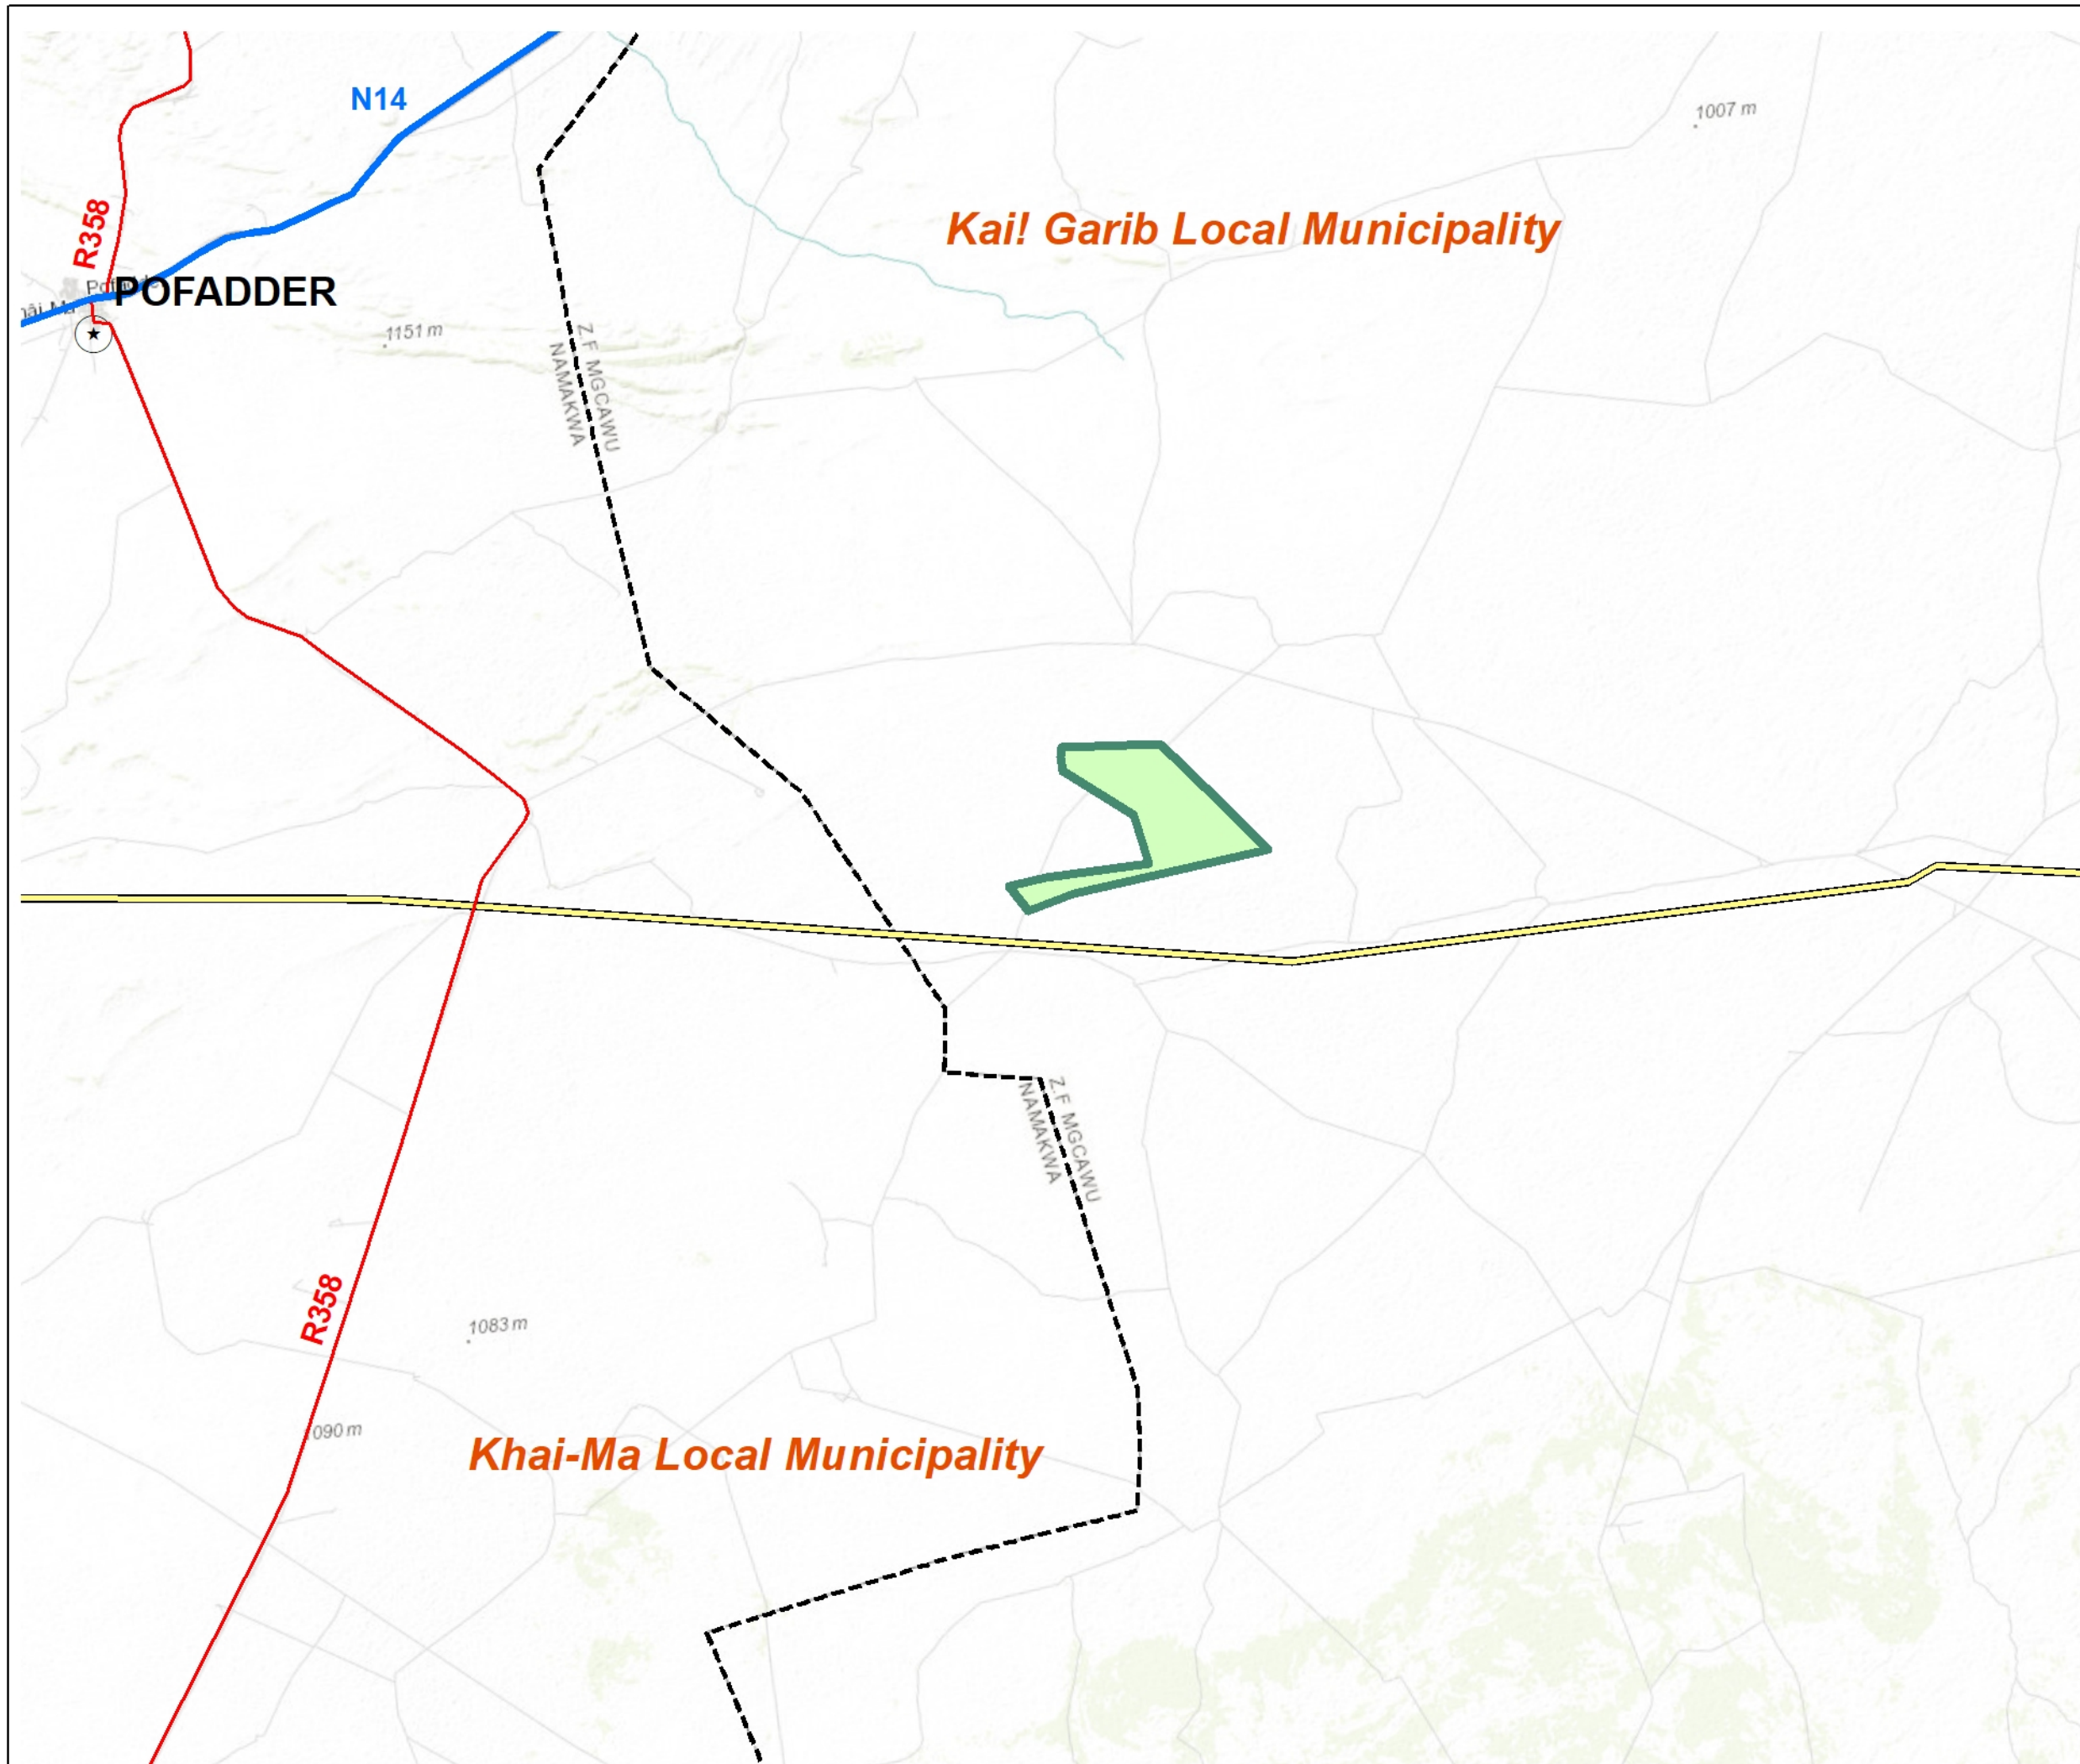 N14
1007 m
R358
Kai! Garib Local Municipality
POFADDER
1151 m
Z.F MGCAWU
NAMAKWA
Z.F MGCAWU
NAMAKWA
R358
1083 m
090 m
Khai-Ma Local Municipality